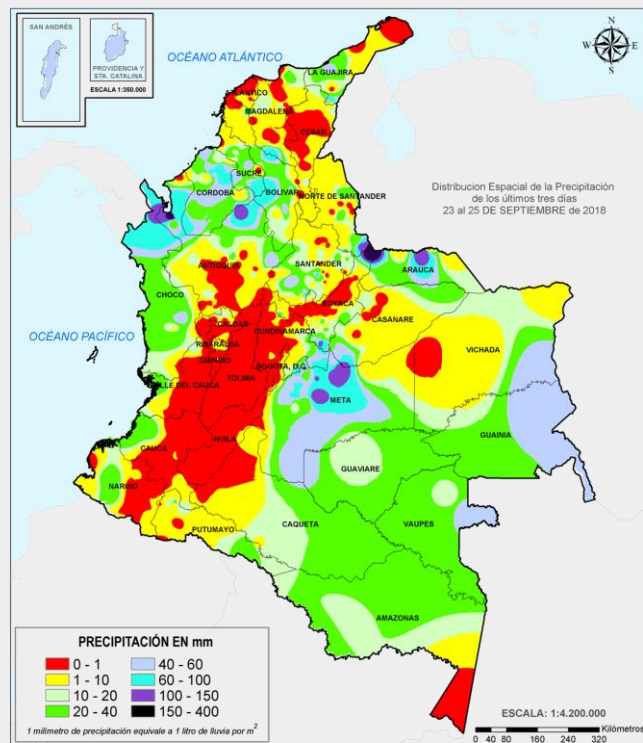 SAN ANDRÉS
PROVIDENCIA Y
STA. CATALINA
ESCALA 1:350.000
OCÉANO ATLÁNTICO
N
W E
S
LA GUAJIRA
ATLANTICO
MAGDALENA
CESAR
SUCRE
CORDOBA
BOLIVAR
NORTE DE SANTANDER
Distribucion Espacial de la Precipitación
de los últimos tres días
23 al 25 DE SEPTIEMBRE de 2018
ANTIOQUIA
SANTANDER
ARAUCA
CHOCO
BOYACA
CASANARE
OCÉANO PACÍFICO
CALDAS
CUNDINAMARCA
VICHADA
RISARALDA
QUINDIO
BOGOTA, D.C.
TOLIMA
VALLE DEL CAUCA
META
GUAINIA
CAUCA
HUILA
GUAVIARE
NARIÑO
PUTUMAYO
CAQUETA
VAUPES
AMAZONAS
PRECIPITACIÓN EN mm
0 - 1 40 - 60
1 - 10 60 - 100
10 - 20 100 - 150
20 - 40 150 - 400
1 milimetro de precipitación equivale a 1 litro de lluvia por m²
ESCALA: 1:4.200.000
Kilómetros
0 40 80 160 240 320